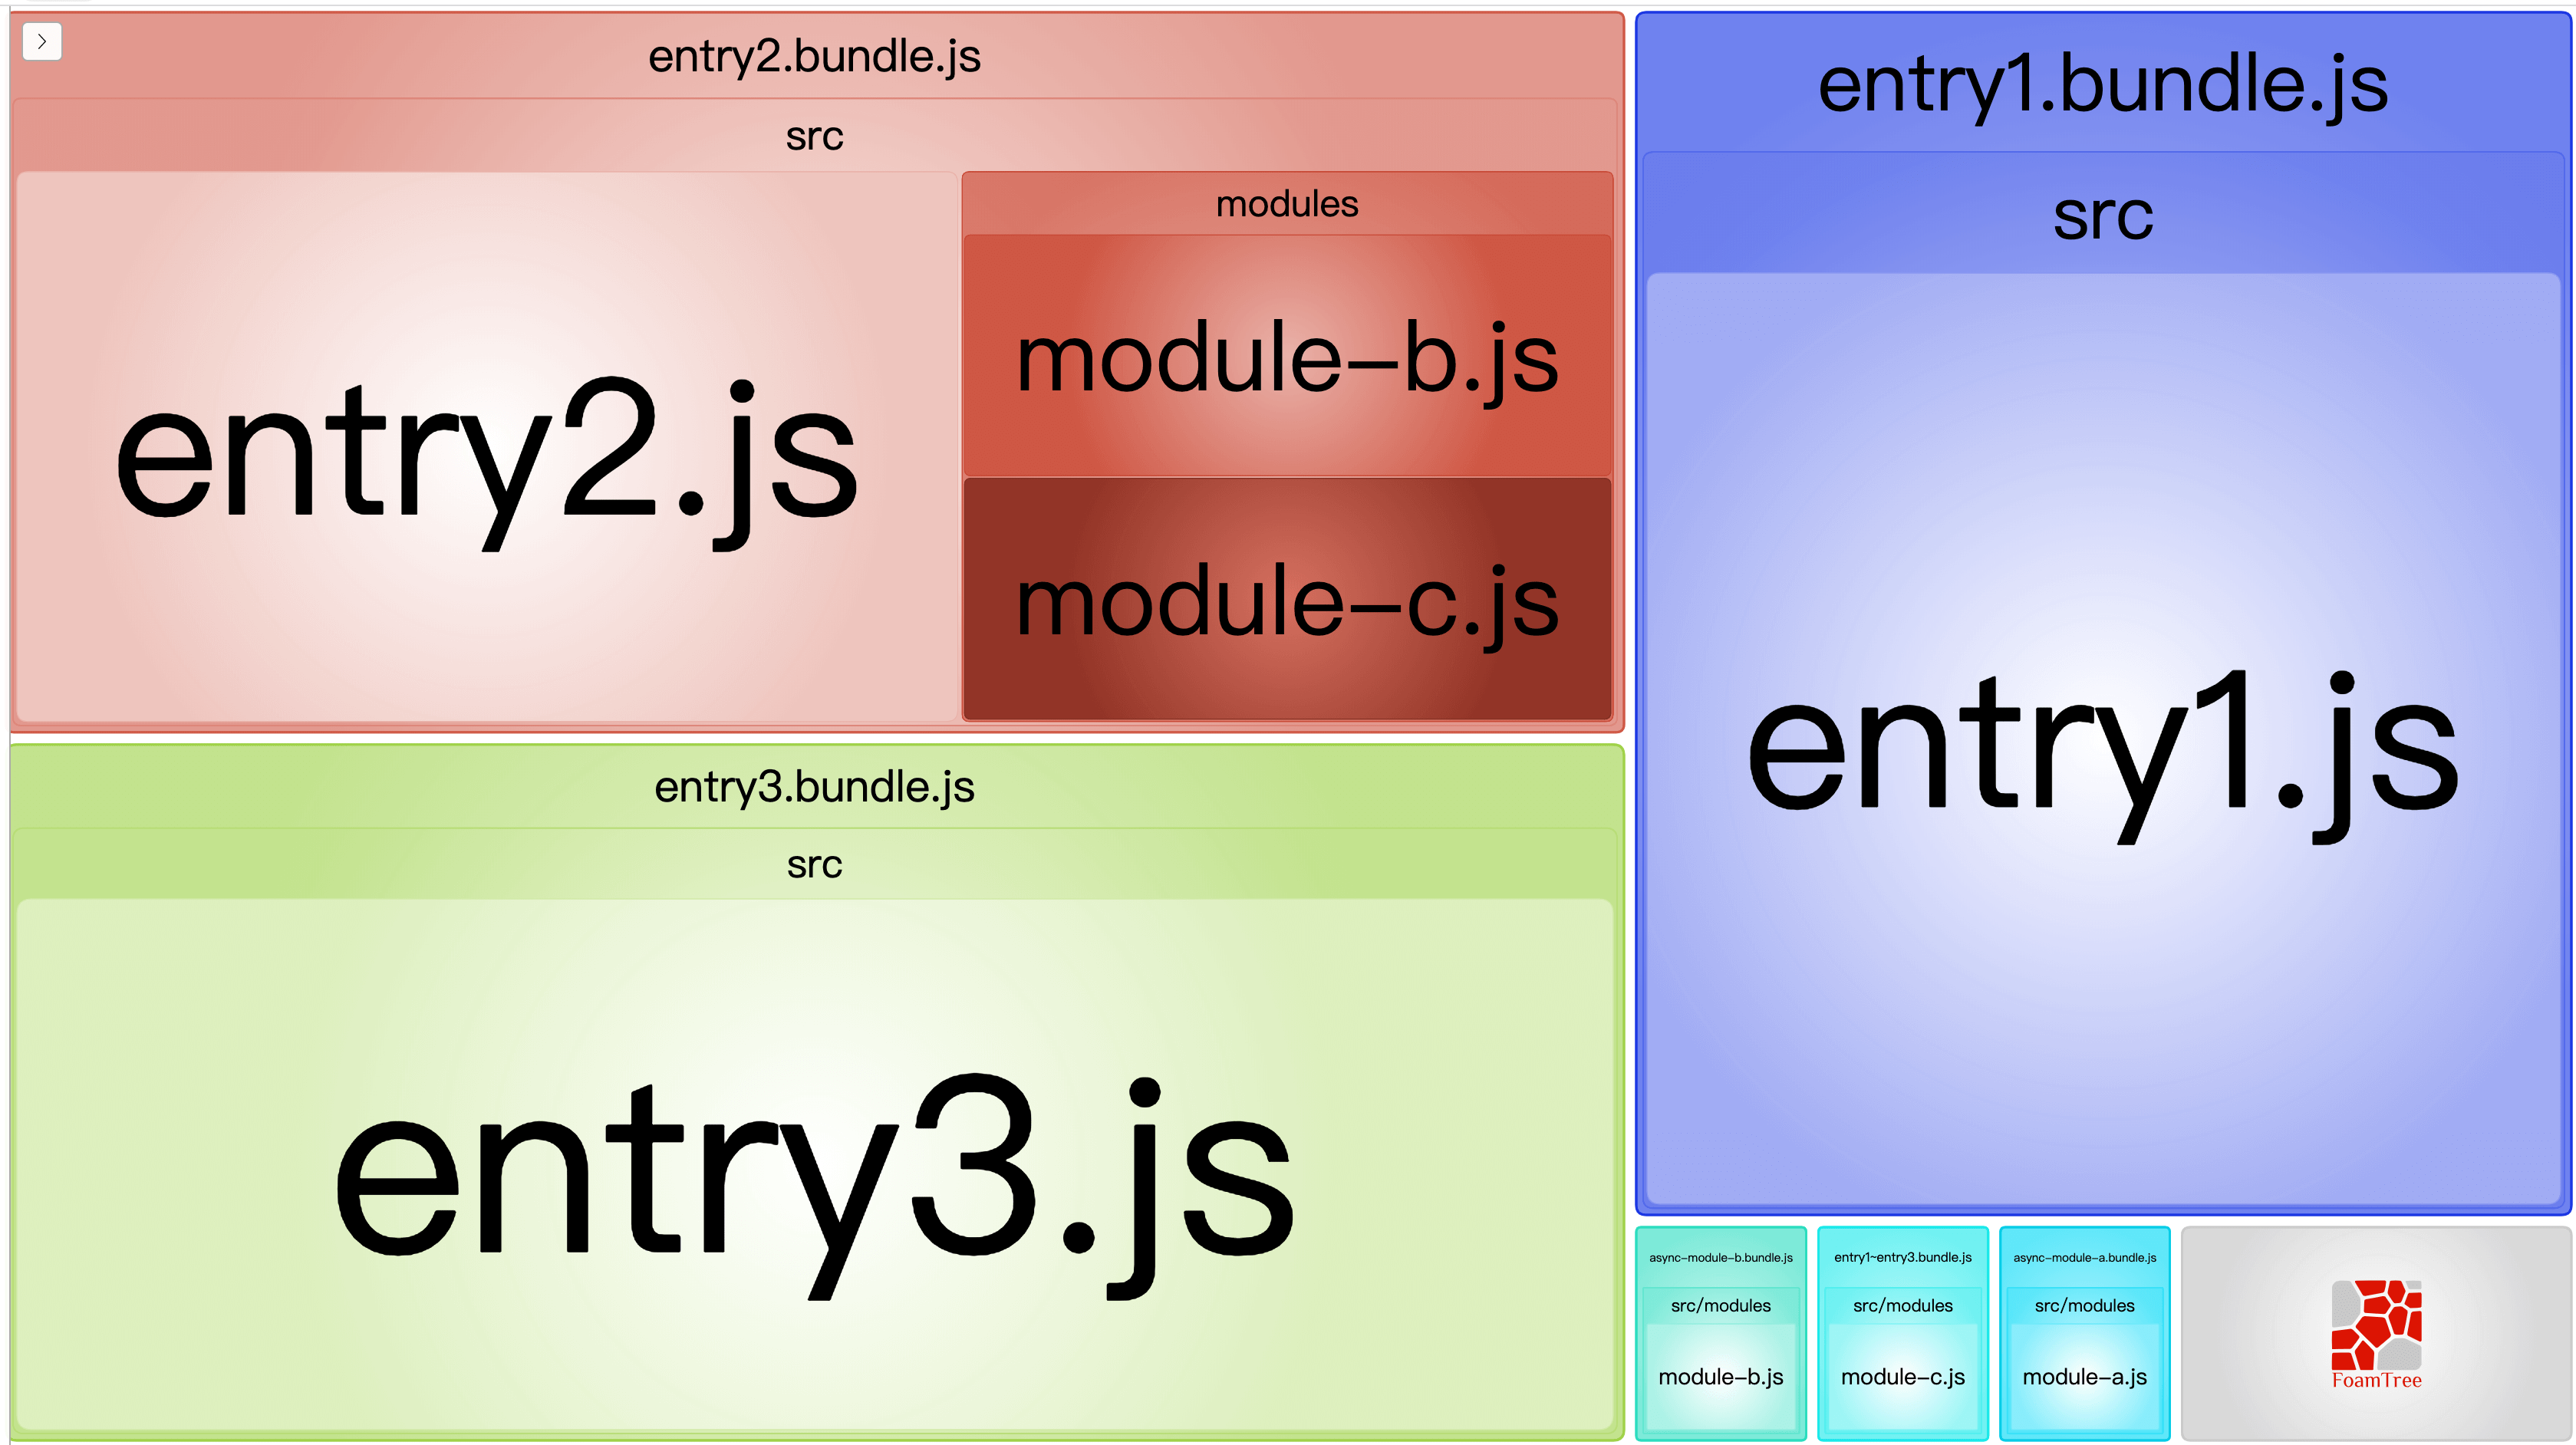 entry2.bundle.js
src
entry2.js
modules
module-b.js
module-c.js
entry3.bundle.js
src
entry3.js
entry1.bundle.js
src
entry1.js
async-module-b.bundle.js
src/modules
module-b.js
entry1~entry3.bundle.js
src/modules
module-c.js
async-module-a.bundle.js
src/modules
module-a.js
FoamTree